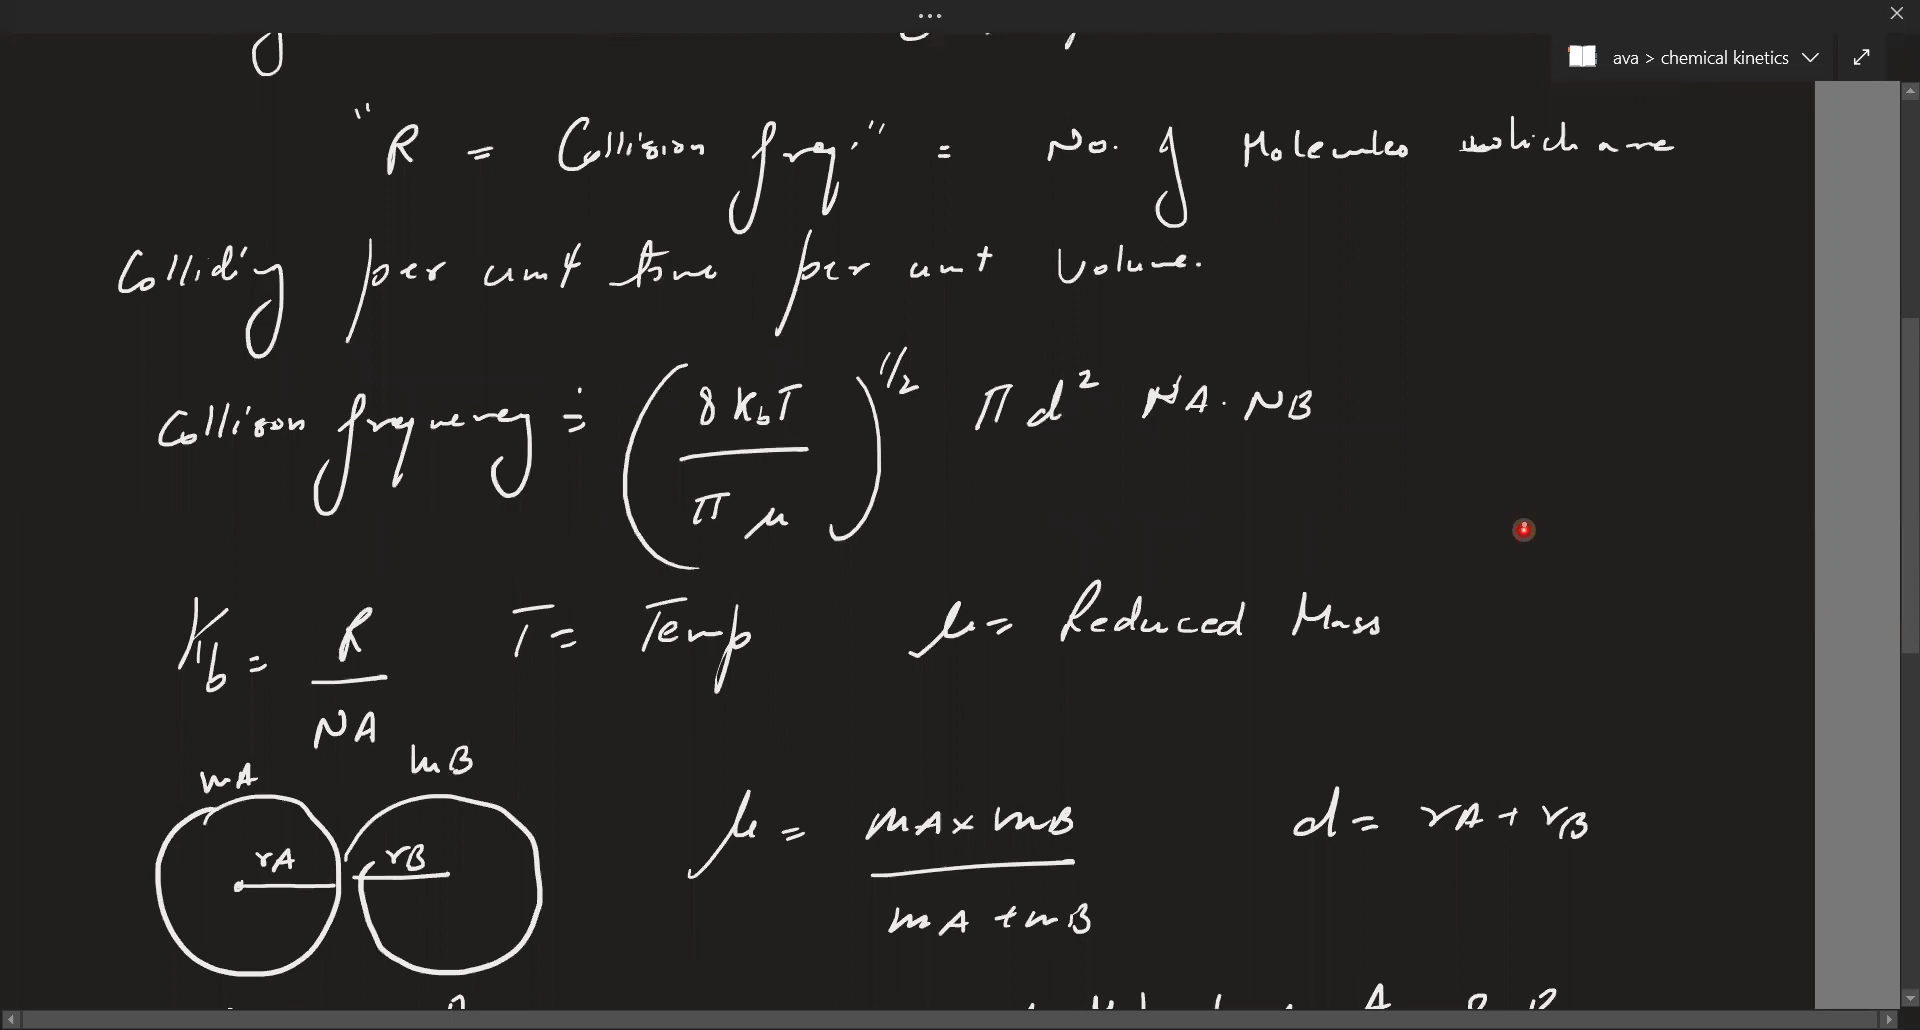 ava > chemical kinetics
"R = Collision freq." = No. of Molecules which are
Colliding per unit time per unit volume.
Collison frequency = (8 KbT / π μ)^1/2 π d² NA. NB
Kb = R / NA T = Temp μ = Reduced Mass
mA mB
rA rB
μ = mA x mB / mA + mB d = rA + rB